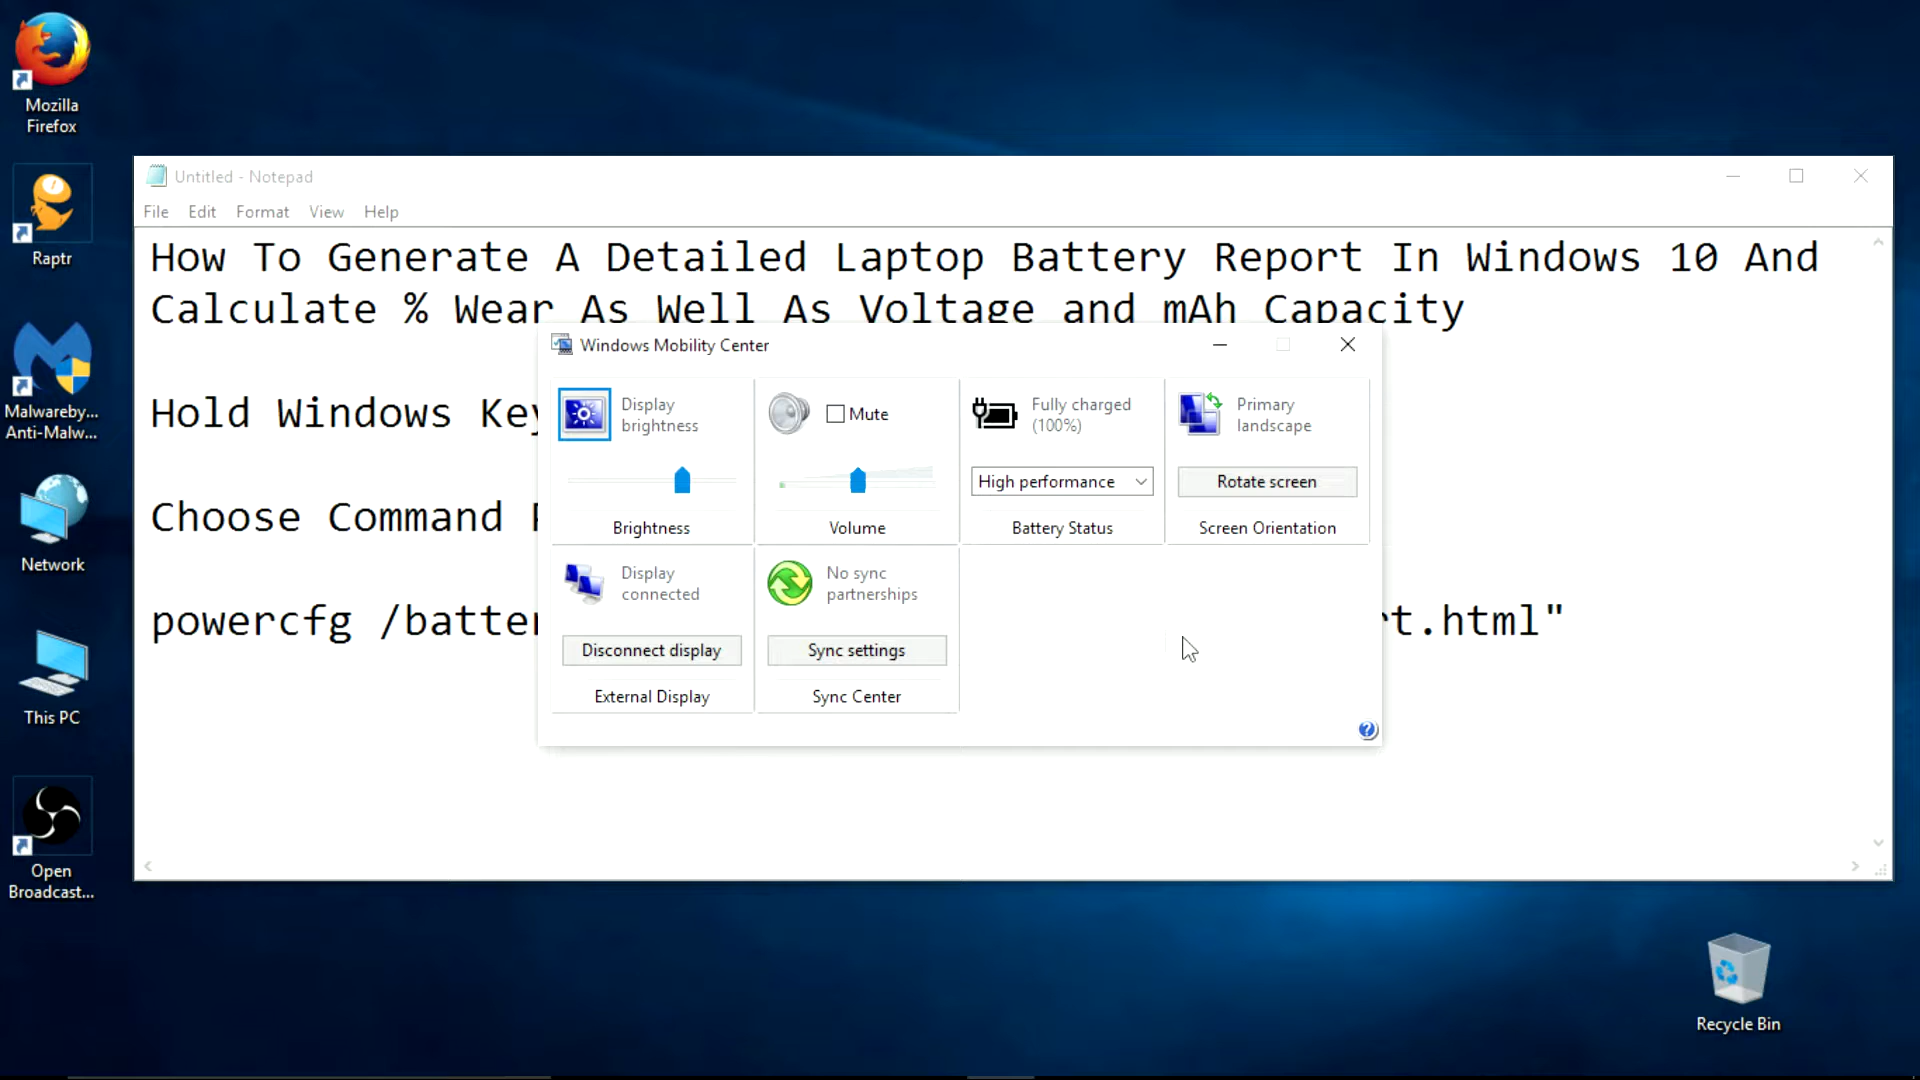 Mozilla
Firefox
Raptr
Malwareby...
Anti-Malw...
Network
This PC
Open
Broadcast...
Untitled - Notepad
File Edit Format View Help
How To Generate A Detailed Laptop Battery Report In Windows 10 And
Calculate % Wear As Well As Voltage and mAh Capacity
Hold Windows Key
Choose Command
powercfg /batter
rt.html"
Windows Mobility Center
Display
brightness
Brightness
Mute
Volume
Fully charged
(100%)
High performance
Battery Status
Primary
landscape
Rotate screen
Screen Orientation
Display
connected
Disconnect display
External Display
No sync
partnerships
Sync settings
Sync Center
?
Recycle Bin